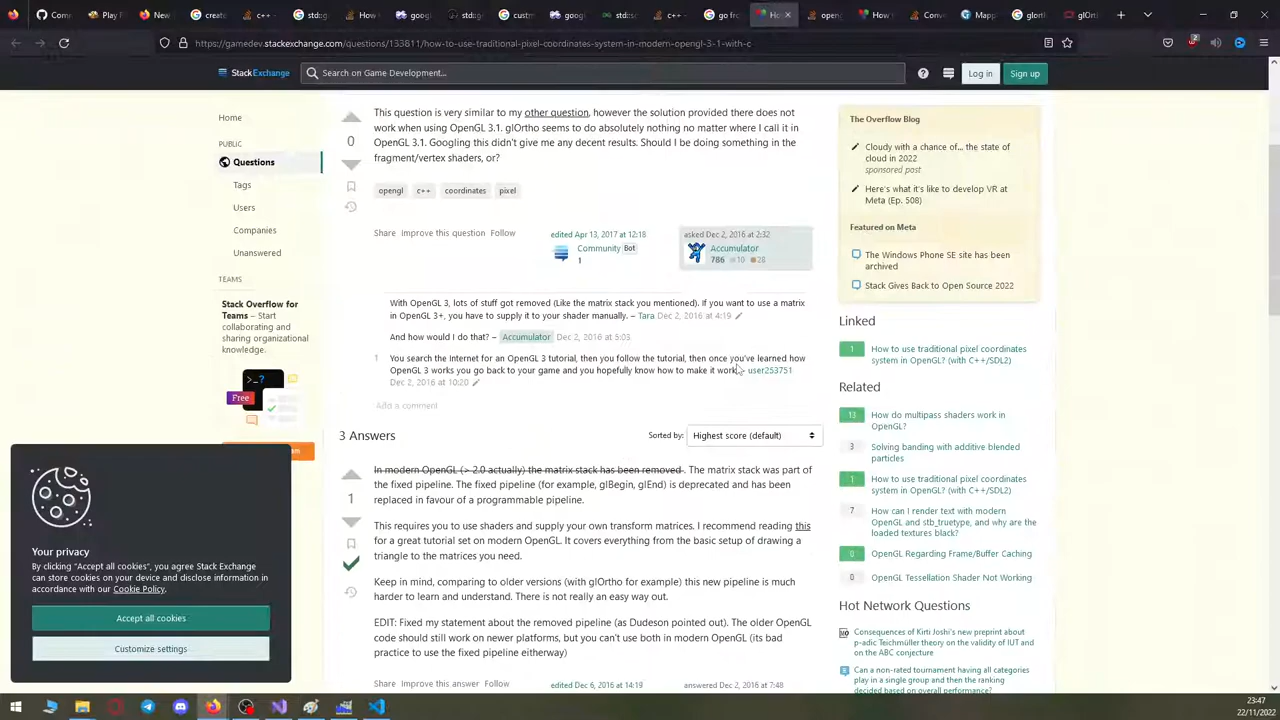 stac
Githu
stdc
Cons
std:g
goog
Move
stdg
goog
std::st
Conv
go fr
Ho
open
How
Conv
Mate
glOrt
glOrt
https://gamedev.stackexchange.com/questions/133811/how-to-use-traditional-pixel-coordinates-system-in-modern-opengl-3-1-with-c
StackExchange
Search on Game Development...
Log in
Sign up
Home
PUBLIC
Questions
Tags
Users
Companies
Unanswered
TEAMS
Stack Overflow for
Teams – Start
collaborating and
sharing organizational
knowledge.
>_?
Free
This question is very similar to my other question, however the solution provided there does not
work when using OpenGL 3.1. glOrtho seems to do absolutely nothing no matter where I call it in
OpenGL 3.1. Googling this didn't give me any decent results. Should I be doing something in the
fragment/vertex shaders, or?
0
opengl c++ coordinates pixel
Share Improve this question Follow
edited Apr 13, 2017 at 12:18
Community Bot
1
asked Dec 2, 2016 at 2:32
Accumulator
786 10 28
With OpenGL 3, lots of stuff got removed (Like the matrix stack you mentioned). If you want to use a matrix
in OpenGL 3+, you have to supply it to your shader manually. – Tara Dec 2, 2016 at 4:19
And how would I do that? – Accumulator Dec 2, 2016 at 5:03
1 You search the Internet for an OpenGL 3 tutorial, then you follow the tutorial, then once you've learned how
OpenGL 3 works you go back to your game and you hopefully know how to make it work. – user253751
Dec 2, 2016 at 10:20
Add a comment
3 Answers
Sorted by: Highest score (default)
In modern OpenGL (> 2.0 actually) the matrix stack has been removed . The matrix stack was part of
the fixed pipeline. The fixed pipeline (for example, glBegin, glEnd) is deprecated and has been
replaced in favour of a programmable pipeline.
1
This requires you to use shaders and supply your own transform matrices. I recommend reading this
for a great tutorial set on modern OpenGL. It covers everything from the basic setup of drawing a
triangle to the matrices you need.
Keep in mind, comparing to older versions (with glOrtho for example) this new pipeline is much
harder to learn and understand. There is not really an easy way out.
EDIT: Fixed my statement about the removed pipeline (as Dudeson pointed out). The older OpenGL
code should still work on newer platforms, but you can't use both in modern OpenGL (its bad
practice to use the fixed pipeline eitherway)
Share Improve this answer Follow
edited Dec 6, 2016 at 14:19
answered Dec 2, 2016 at 7:48
The Overflow Blog
Cloudy with a chance of... the state of
cloud in 2022
sponsored post
Here's what it's like to develop VR at
Meta (Ep. 508)
Featured on Meta
The Windows Phone SE site has been
archived
Stack Gives Back to Open Source 2022
Linked
1 How to use traditional pixel coordinates
system in OpenGL? (with C++/SDL2)
Related
13 How do multipass shaders work in
OpenGL?
3 Solving banding with additive blended
particles
1 How to use traditional pixel coordinates
system in OpenGL? (with C++/SDL2)
7 How can I render text with modern
OpenGL and stb_truetype, and why are the
loaded textures black?
0 OpenGL Regarding Frame/Buffer Caching
0 OpenGL Tessellation Shader Not Working
Hot Network Questions
Consequences of Kirti Joshi's new preprint about
p-adic Teichmüller theory on the validity of IUT and
on the ABC conjecture
Can a non-rated tournament having all categories
play in a single group and then the ranking
decided based on overall performance?
Your privacy
By clicking "Accept all cookies", you agree Stack Exchange
can store cookies on your device and disclose information in
accordance with our Cookie Policy.
Accept all cookies
Customize settings
23:47
22/11/2022